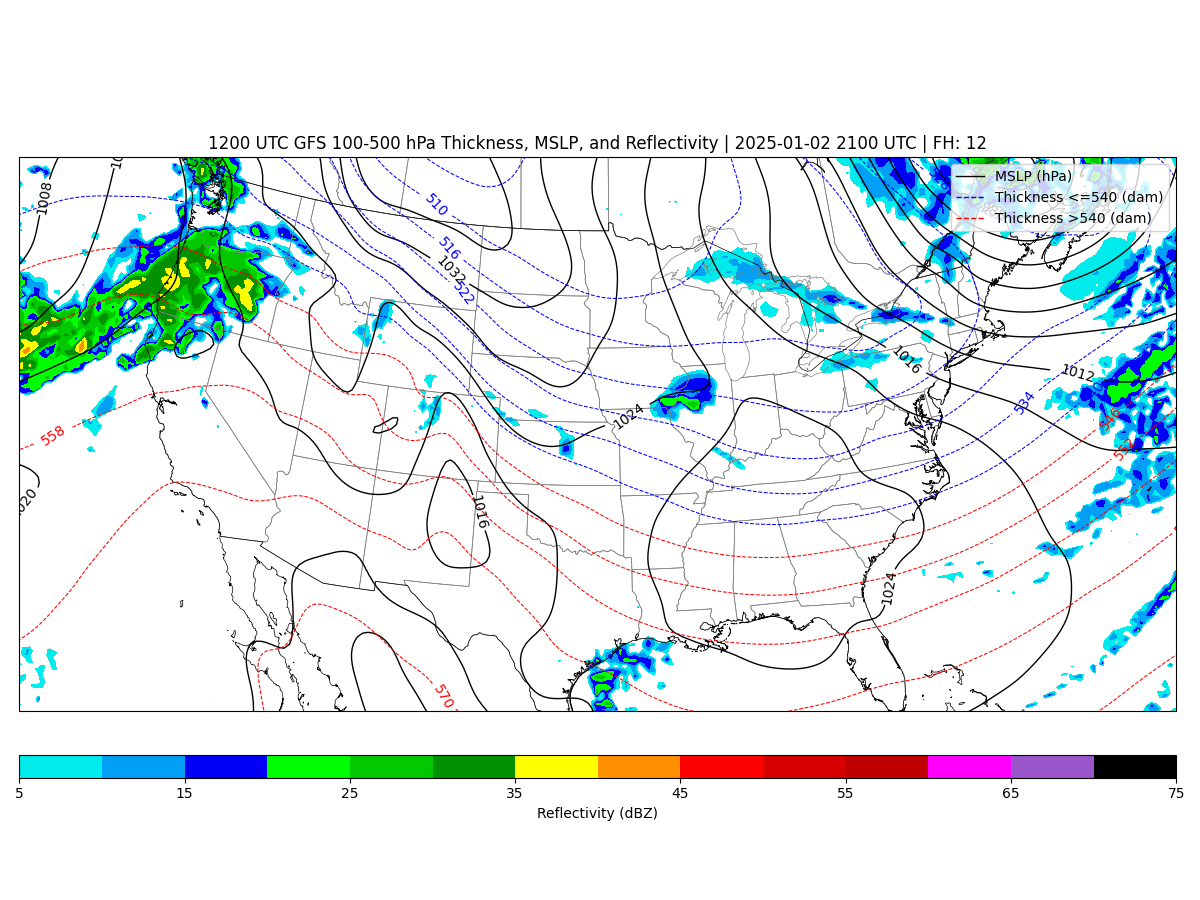 1200 UTC GFS 100-500 hPa Thickness, MSLP, and Reflectivity | 2025-01-02 2100 UTC | FH: 12
MSLP (hPa)
Thickness <=540 (dam)
Thickness >540 (dam)
1008
510
516
1032
522
1016
1012
534
546
552
1024
558
1016
1024
570
5 15 25 35 45 55 65 75
Reflectivity (dBZ)